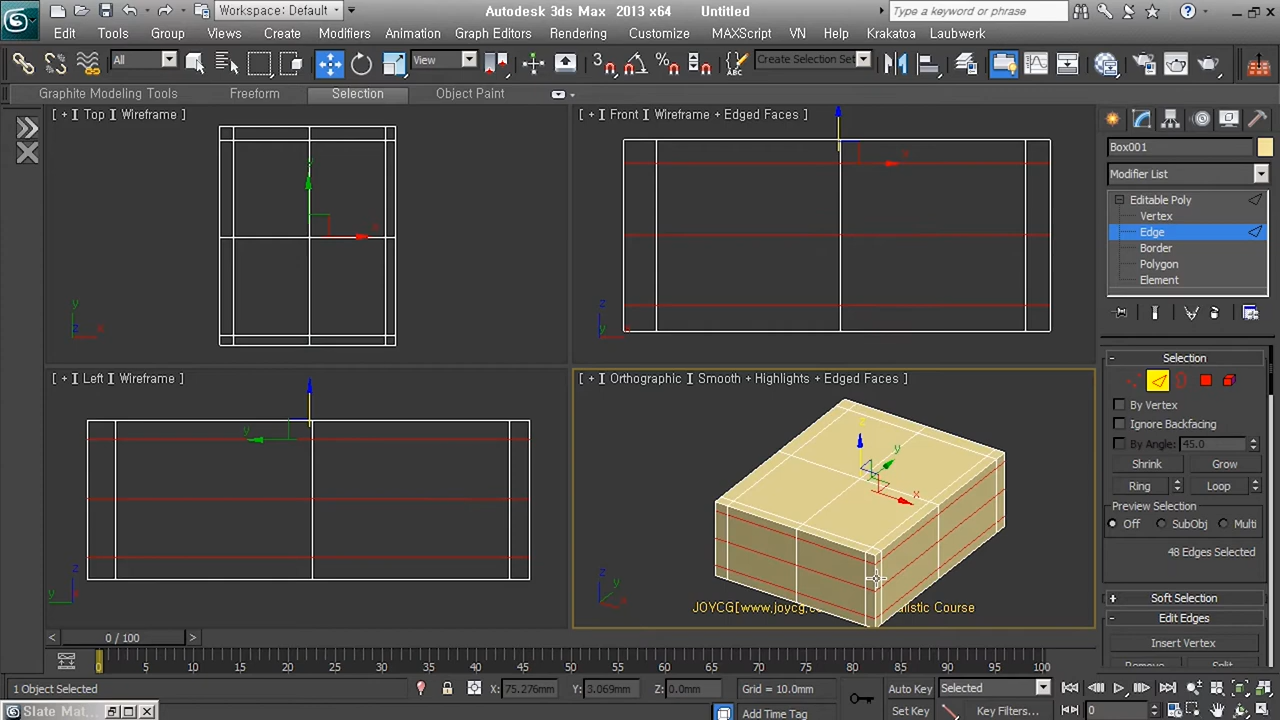 Workspace: Default
Autodesk 3ds Max 2013 x64
Untitled
Type a keyword or phrase
Edit Tools Group Views Create Modifiers Animation Graph Editors Rendering Customize MAXScript VN Help Krakatoa Laubwerk
All
View
Create Selection Set
Graphite Modeling Tools Freeform Selection Object Paint
[ + ][ Top ][ Wireframe ]
[ + ][ Front ][ Wireframe + Edged Faces ]
[ + ][ Left ][ Wireframe ]
[ + ][ Orthographic ][ Smooth + Highlights + Edged Faces ]
Box001
Modifier List
Editable Poly
Vertex
Edge
Border
Polygon
Element
Selection
By Vertex
Ignore Backfacing
By Angle: 45.0
Shrink Grow
Ring Loop
Preview Selection
Off SubObj Multi
48 Edges Selected
Soft Selection
Edit Edges
Insert Vertex
Remove Split
JOYCG[www.joycg.c
alistic Course
< 0 / 100 >
0 5 10 15 20 25 30 35 40 45 50 55 60 65 70 75 80 85 90 95 100
1 Object Selected
X: 75.276mm Y: 3.069mm Z: 0.0mm
Grid = 10.0mm
Auto Key Selected
Slate Mat...
Add Time Tag
Set Key Key Filters...
0